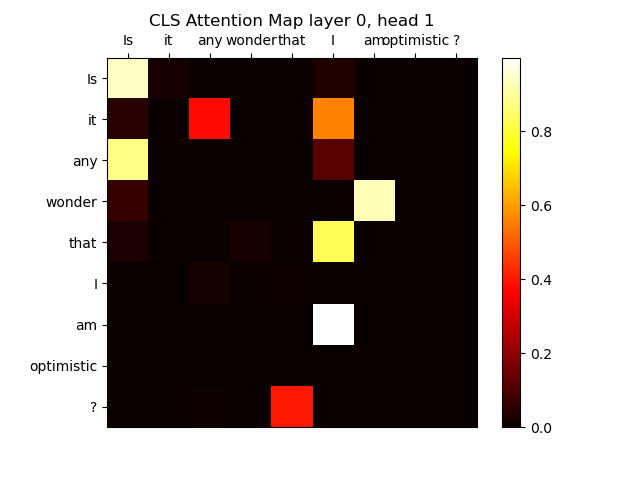 CLS Attention Map layer 0, head 1
Is it any wonder that I am optimistic ?
Is
it
any
wonder
that
I
am
optimistic
?
0.8
0.6
0.4
0.2
0.0